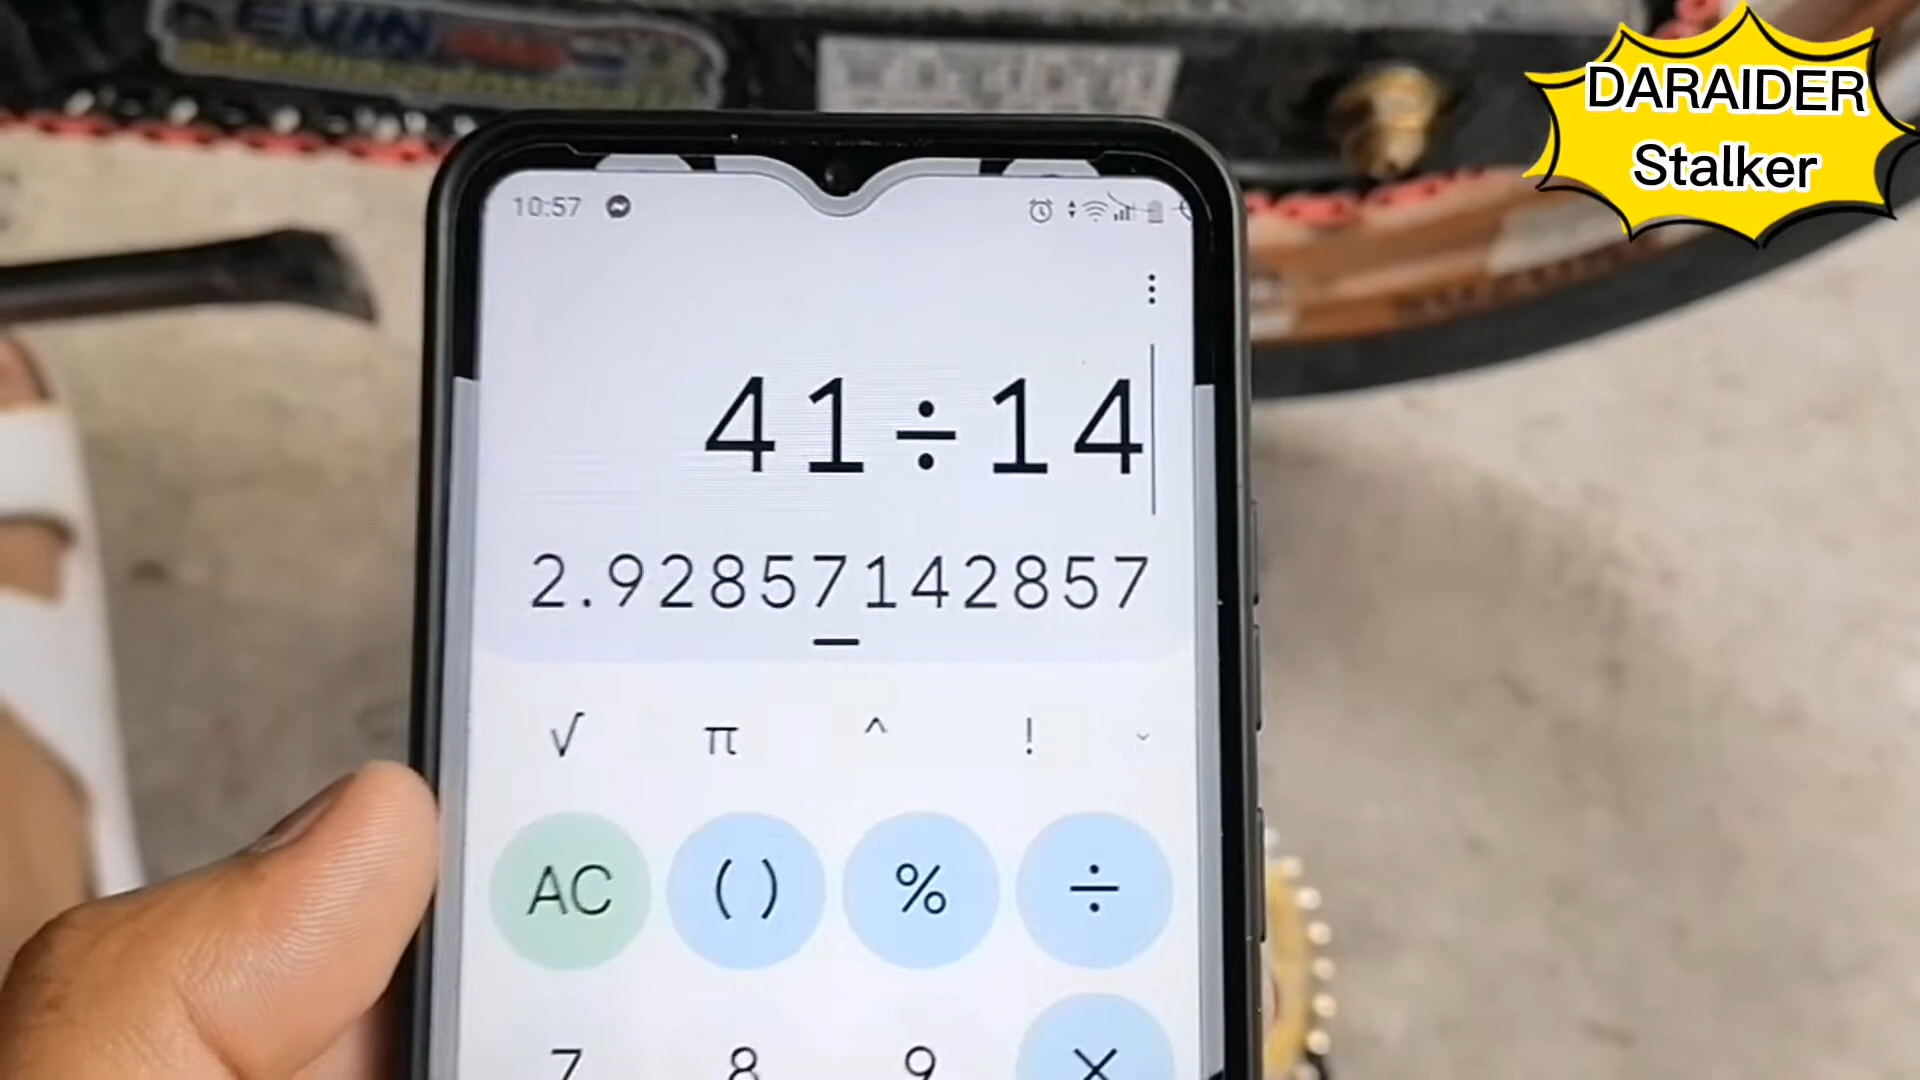 DARAIDER
Stalker
10:57
41÷14
2.92857142857
√ π ^ !
AC ( ) % ÷
7 8 9 ×